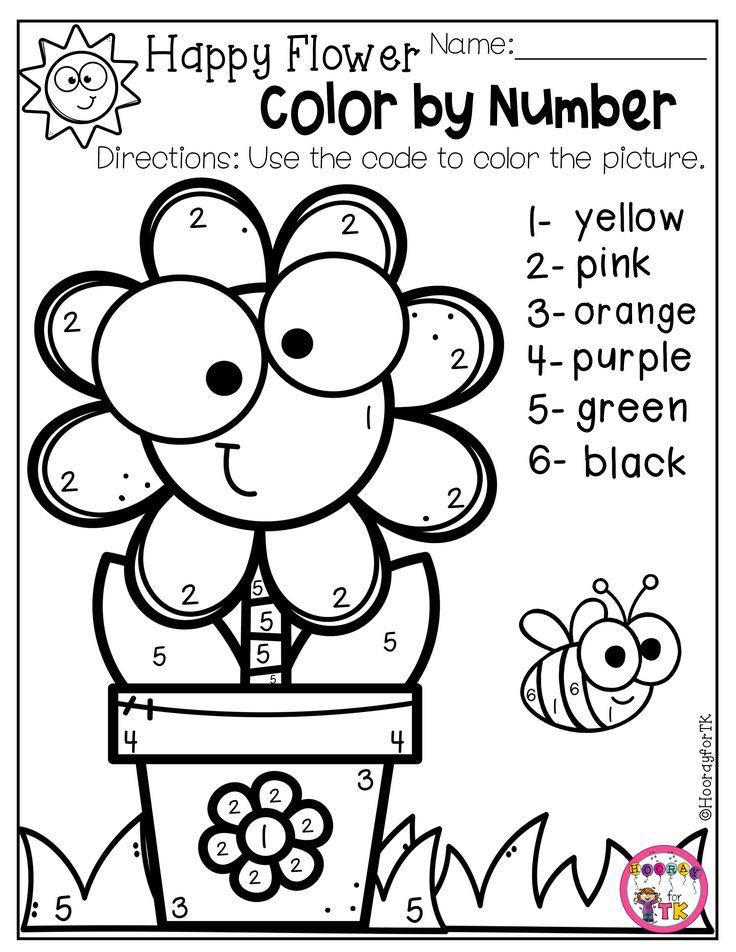 Happy Flower Name:
Color by Number
Directions: Use the code to color the picture.
1- yellow
2- pink
3- orange
4- purple
5- green
6- black
2 2
2 2
1
2 2
2 2
5
5
5 5 5
5
6 1 6 1
4 4
3
2 2
2 1 2
2 2
5 3 5
©HoorayforTK
HOORAY
for
TK